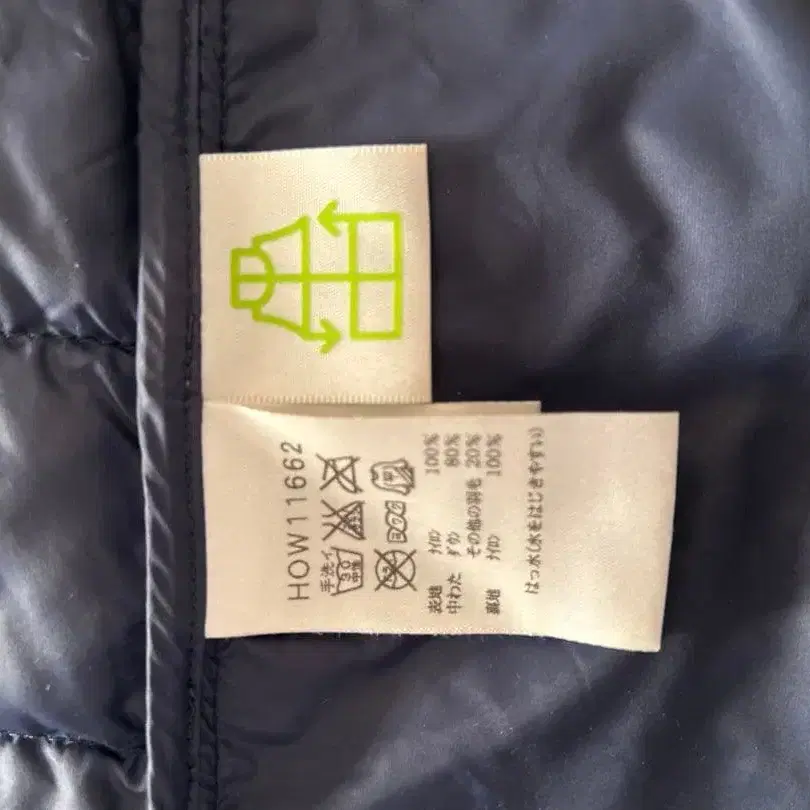 HOW11662
手洗イ
30
中性
表地 ﾅｲﾛﾝ 100%
中わた ﾀﾞｳﾝ 80%
その他の羽毛 20%
裏地 ﾅｲﾛﾝ 100%
はっ水(水をはじきやすい)